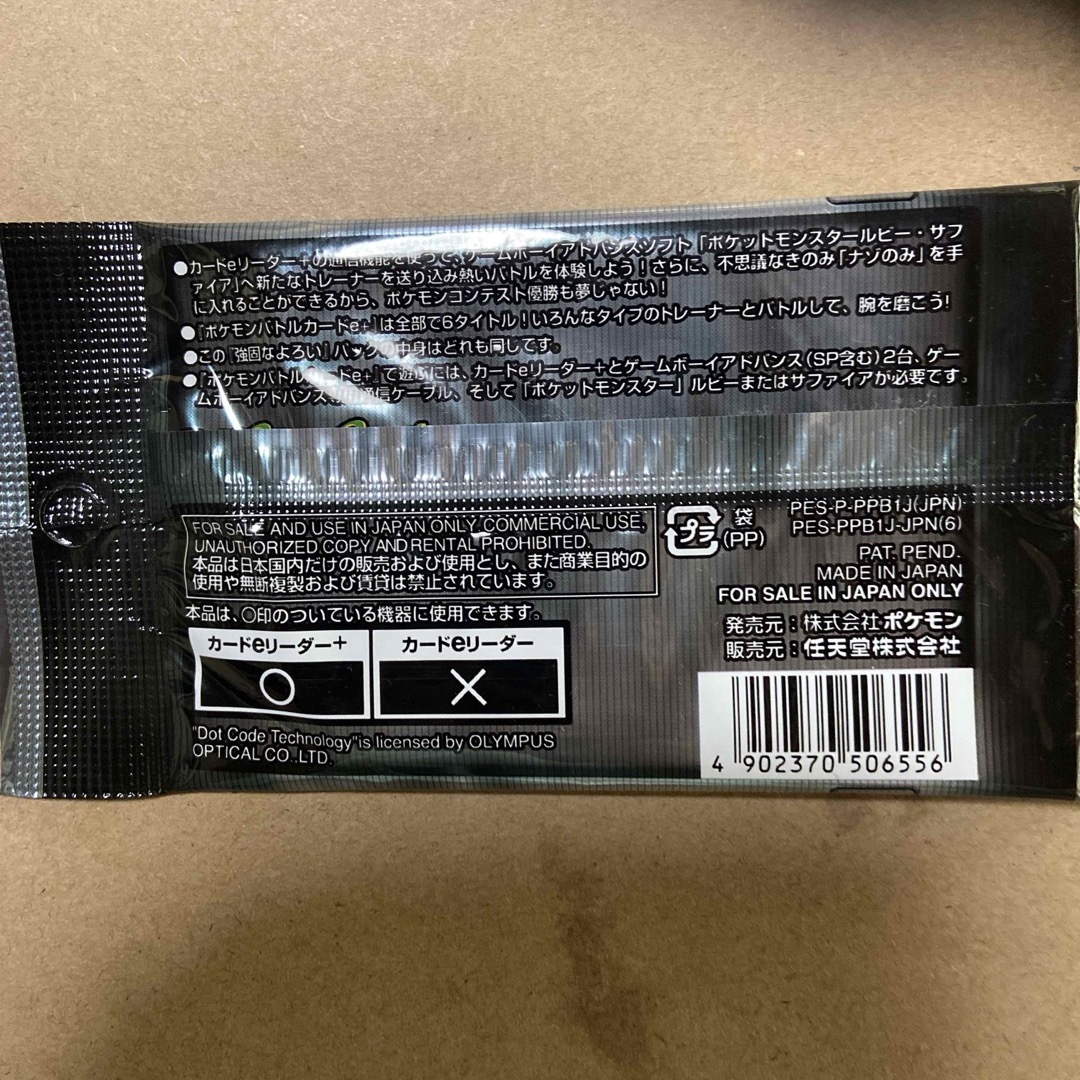 ●カードeリーダー+の通信機能を使って、ゲームボーイアドバンスソフト「ポケットモンスタールビー・サフ
ァイア」へ新たなトレーナーを送り込み熱いバトルを体験しよう！さらに、不思議なきのみ「ナゾのみ」を手
に入れることができるから、ポケモンコンテスト優勝も夢じゃない！
●『ポケモンバトルカードe+』は全部で6タイトル！いろんなタイプのトレーナーとバトルして、腕を磨こう！
●この『強固なよろい』パックの中身はどれも同じです。
●『ポケモンバトルカードe+』で遊ぶには、カードeリーダー+とゲームボーイアドバンス(SP含む)2台、ゲー
ムボーイアドバンス専用通信ケーブル、そして「ポケットモンスター」ルビーまたはサファイアが必要です。
FOR SALE AND USE IN JAPAN ONLY. COMMERCIAL USE,
UNAUTHORIZED COPY AND RENTAL PROHIBITED.
本品は日本国内だけの販売および使用とし、また商業目的の
使用や無断複製および賃貸は禁止されています。
本品は、○印のついている機器に使用できます。
カードeリーダー+ カードeリーダー
○ ×
"Dot Code Technology"is licensed by OLYMPUS
OPTICAL CO.,LTD.
プラ 袋
(PP)
PES-P-PPB1J(JPN)
PES-PPB1J-JPN(6)
PAT. PEND.
MADE IN JAPAN
FOR SALE IN JAPAN ONLY
発売元：株式会社ポケモン
販売元：任天堂株式会社
4 902370 506556